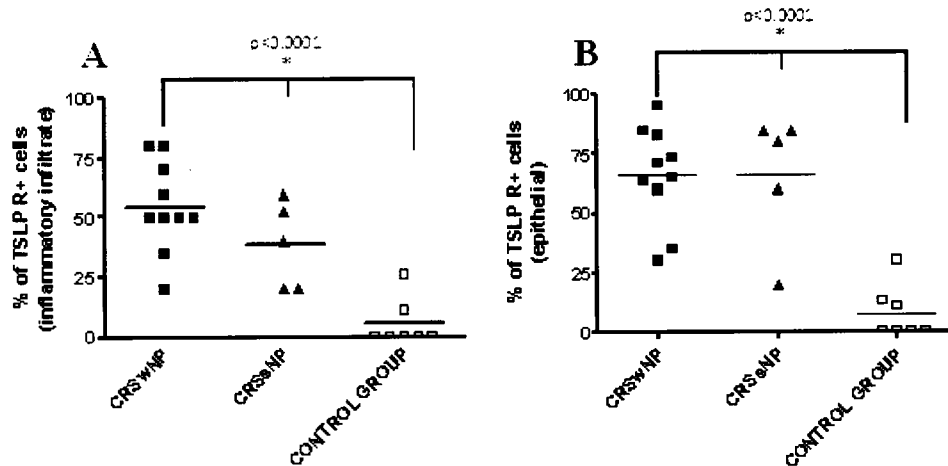 A
p<0.0001
*
% of TSLP R+ cells
(inflammatory infiltrate)
100
75
50
25
0
CRSwNP
CRSsNP
CONTROL GROUP
B
p<0.0001
*
% of TSLP R+ cells
(epithelial)
100
75
50
25
0
CRSwNP
CRSsNP
CONTROL GROUP